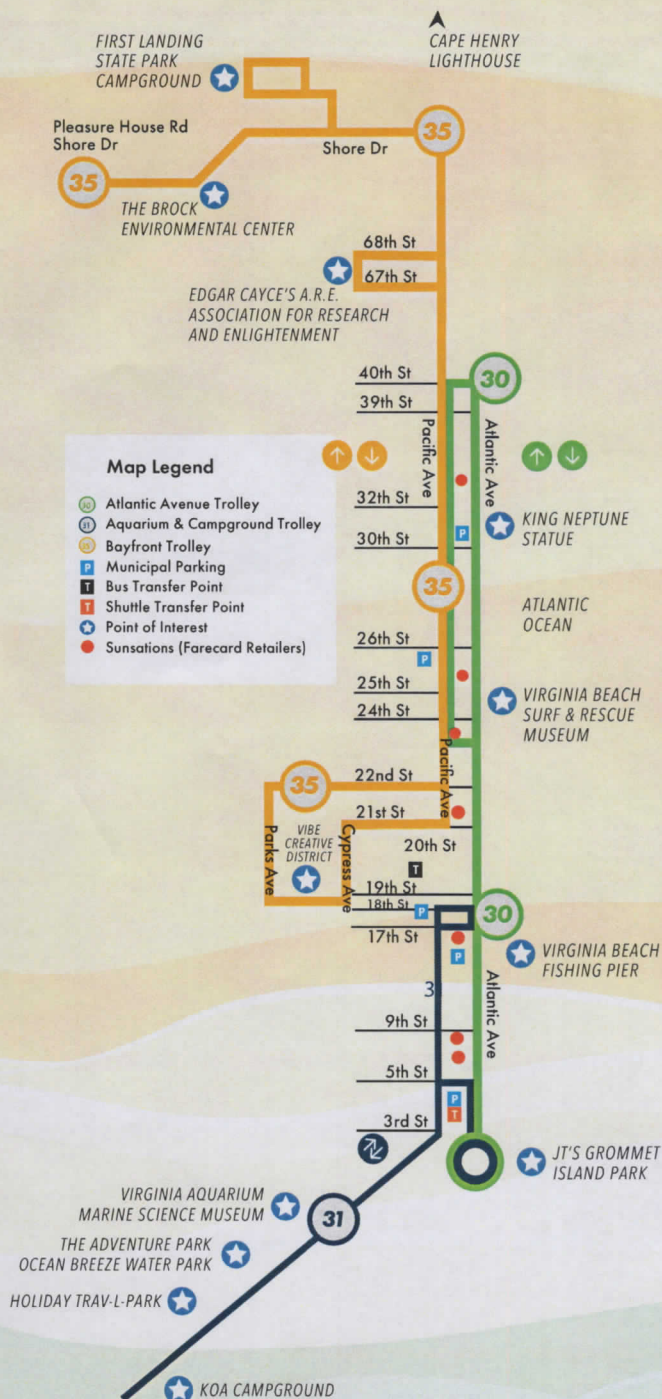 FIRST LANDING
STATE PARK
CAMPGROUND
CAPE HENRY
LIGHTHOUSE
Pleasure House Rd
Shore Dr
35
Shore Dr
35
THE BROCK
ENVIRONMENTAL CENTER
68th St
67th St
EDGAR CAYCE'S A.R.E.
ASSOCIATION FOR RESEARCH
AND ENLIGHTENMENT
40th St
30
39th St
Pacific Ave
Atlantic Ave
Map Legend
30 Atlantic Avenue Trolley
31 Aquarium & Campground Trolley
35 Bayfront Trolley
P Municipal Parking
T Bus Transfer Point
T Shuttle Transfer Point
Point of Interest
Sunsations (Farecard Retailers)
32th St
P
KING NEPTUNE
STATUE
30th St
35
ATLANTIC
OCEAN
26th St
P
25th St
24th St
VIRGINIA BEACH
SURF & RESCUE
MUSEUM
Pacific Ave
22nd St
35
21st St
Parks Ave
VIBE
CREATIVE
DISTRICT
Cypress Ave
20th St
T
19th St
18th St
P
30
17th St
P
VIRGINIA BEACH
FISHING PIER
3
Atlantic Ave
9th St
5th St
P
T
3rd St
JT'S GROMMET
ISLAND PARK
VIRGINIA AQUARIUM
MARINE SCIENCE MUSEUM
31
THE ADVENTURE PARK
OCEAN BREEZE WATER PARK
HOLIDAY TRAV-L-PARK
KOA CAMPGROUND